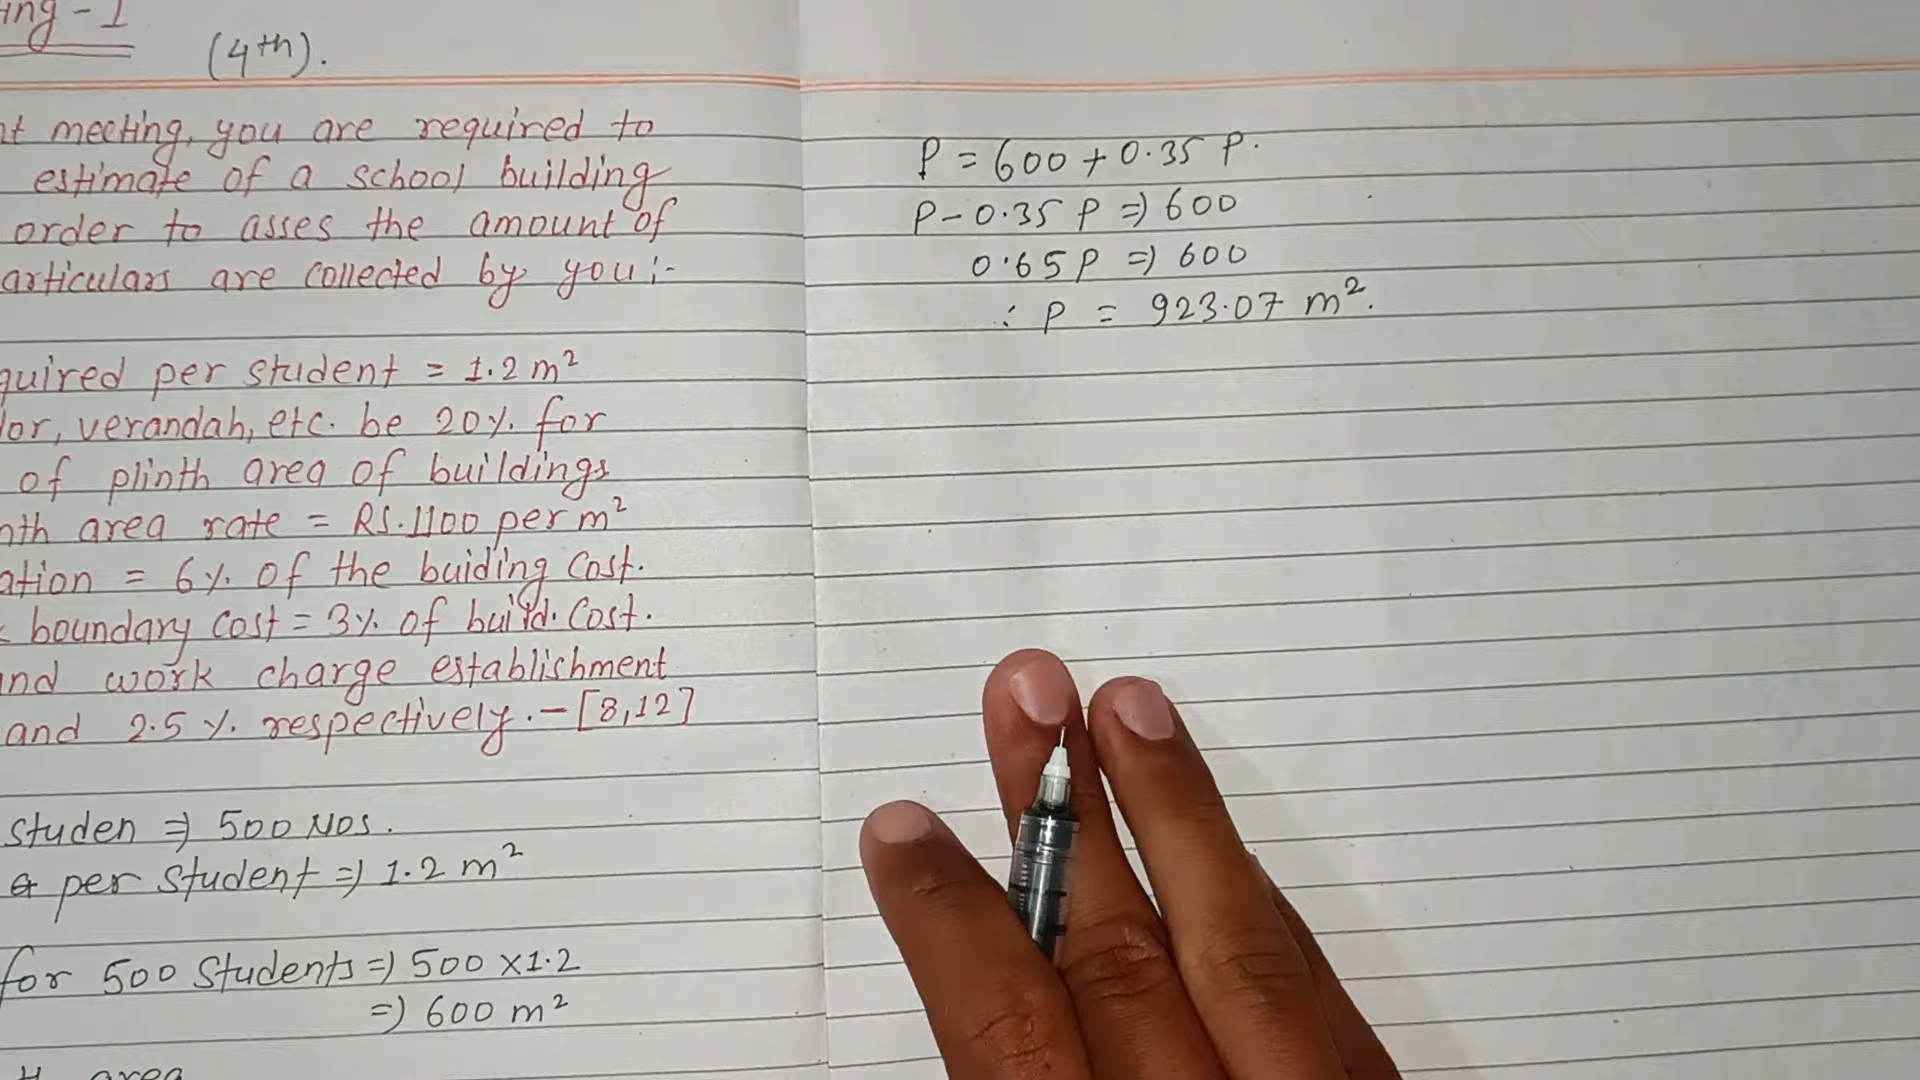 ing - 1
(4th).
meeting, you are required to
estimate of a school building
order to asses the amount of
articulars are collected by you :-
quired per student = 1.2 m²
or, verandah, etc. be 20%. for
of plinth area of buildings
nth area rate = RS. 1100 per m²
ation = 6%. of the buiding Cost.
boundary Cost = 3%. of build. Cost.
nd work charge establishment
and 2.5 %. respectively. - [8,12]
Studen ⇒ 500 Nos.
per Student ⇒ 1.2 m²
for 500 Students ⇒ 500 x 1.2
⇒ 600 m²
area
P = 600 + 0.35 P.
P - 0.35 P ⇒ 600
0.65 P ⇒ 600
∴ P = 923.07 m².